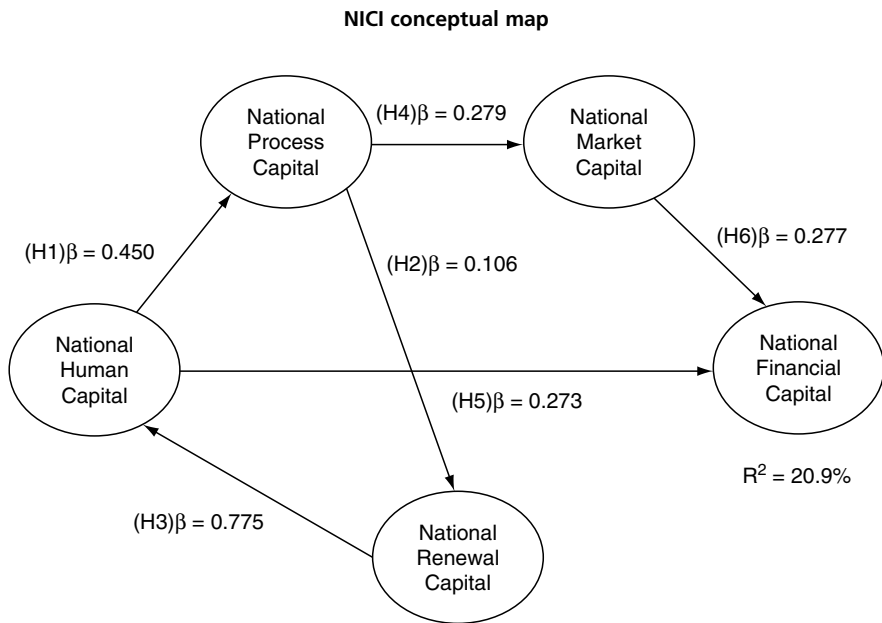 NICI conceptual map
National
Process
Capital
(H4)β = 0.279
National
Market
Capital
(H1)β = 0.450
(H2)β = 0.106
(H6)β = 0.277
National
Human
Capital
National
Financial
Capital
(H5)β = 0.273
R² = 20.9%
(H3)β = 0.775
National
Renewal
Capital